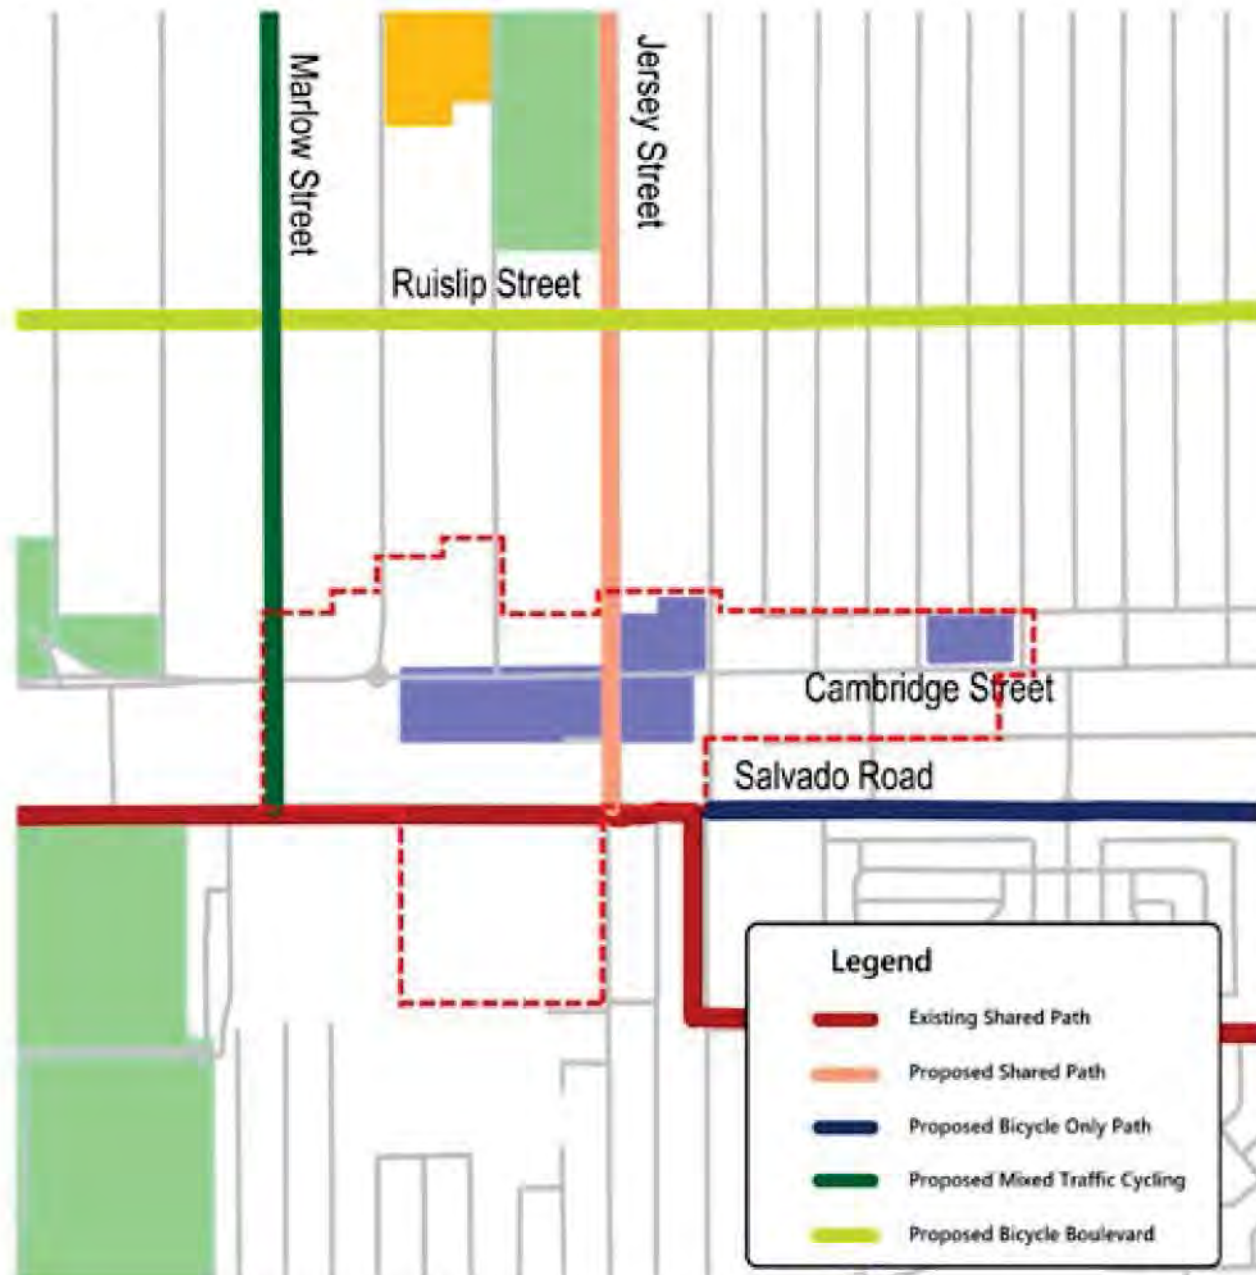 Marlow Street
Jersey Street
Ruislip Street
Cambridge Street
Salvado Road
Legend
Existing Shared Path
Proposed Shared Path
Proposed Bicycle Only Path
Proposed Mixed Traffic Cycling
Proposed Bicycle Boulevard